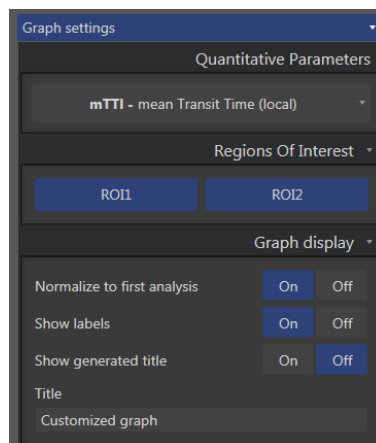 Graph settings
Quantitative Parameters
mTTl - mean Transit Time (local)
Regions Of Interest
ROI1 ROI2
Graph display
Normalize to first analysis On Off
Show labels On Off
Show generated title On Off
Title
Customized graph